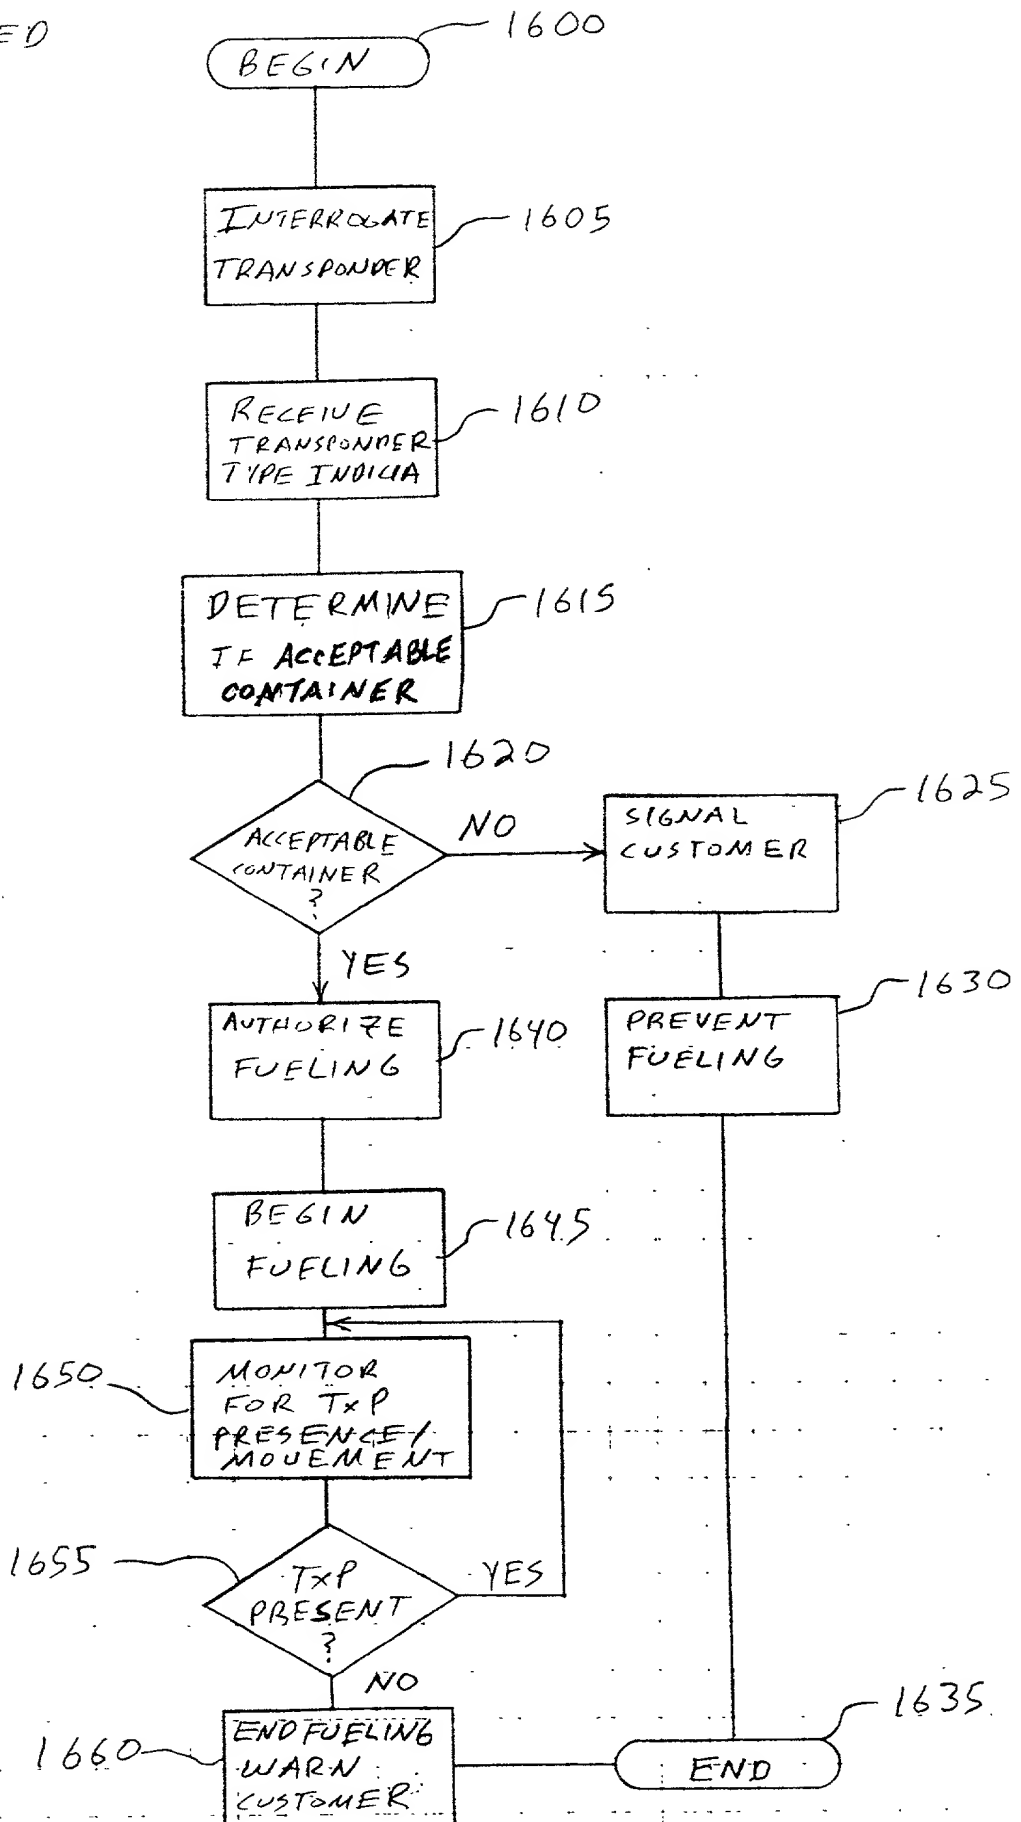 BEGIN
1600
INTERROGATE
TRANSPONDER
1605
RECEIVE
TRANSPONDER
TYPE INDICIA
1610
DETERMINE
IF ACCEPTABLE
CONTAINER
1615
1620
ACCEPTABLE
CONTAINER
?
NO
YES
SIGNAL
CUSTOMER
1625
PREVENT
FUELING
1630
AUTHORIZE
FUELING
1640
BEGIN
FUELING
1645
1650
MONITOR
FOR TxP
PRESENCE/
MOVEMENT
1655
TxP
PRESENT
?
YES
NO
1660
END FUELING
WARN
CUSTOMER
1635
END